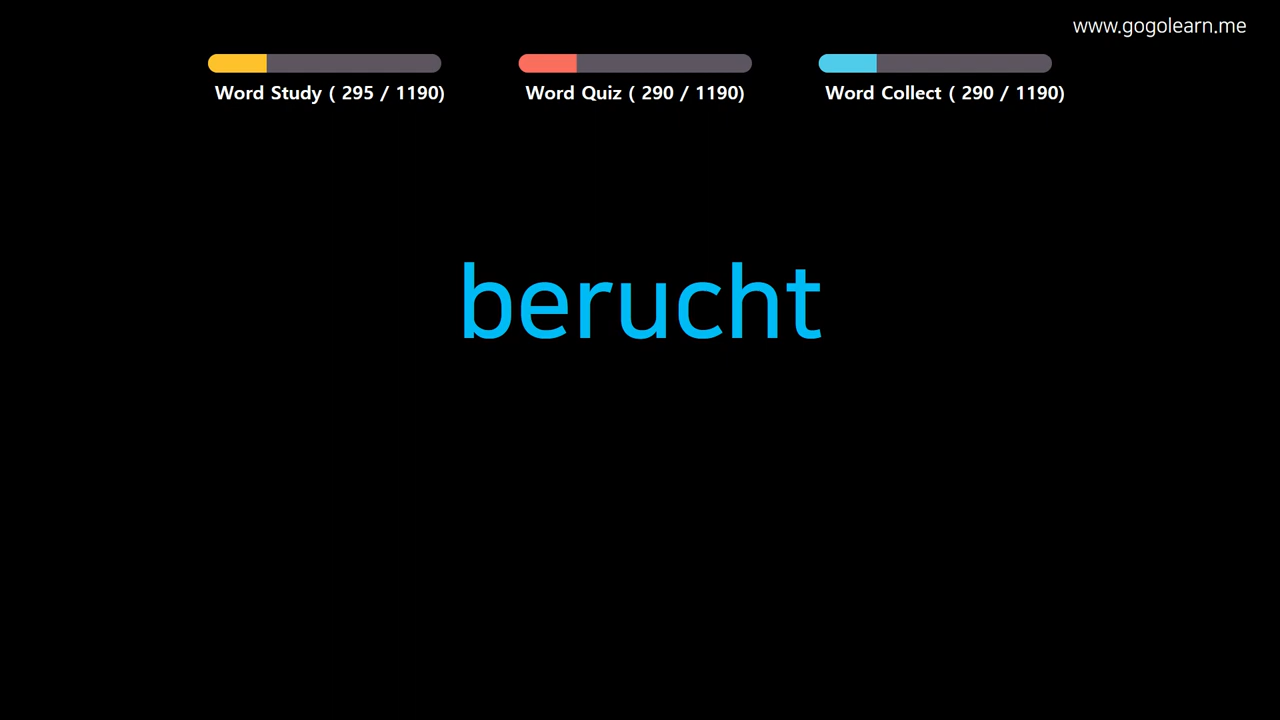 www.gogolearn.me
Word Study ( 295 / 1190)
Word Quiz ( 290 / 1190)
Word Collect ( 290 / 1190)
berucht